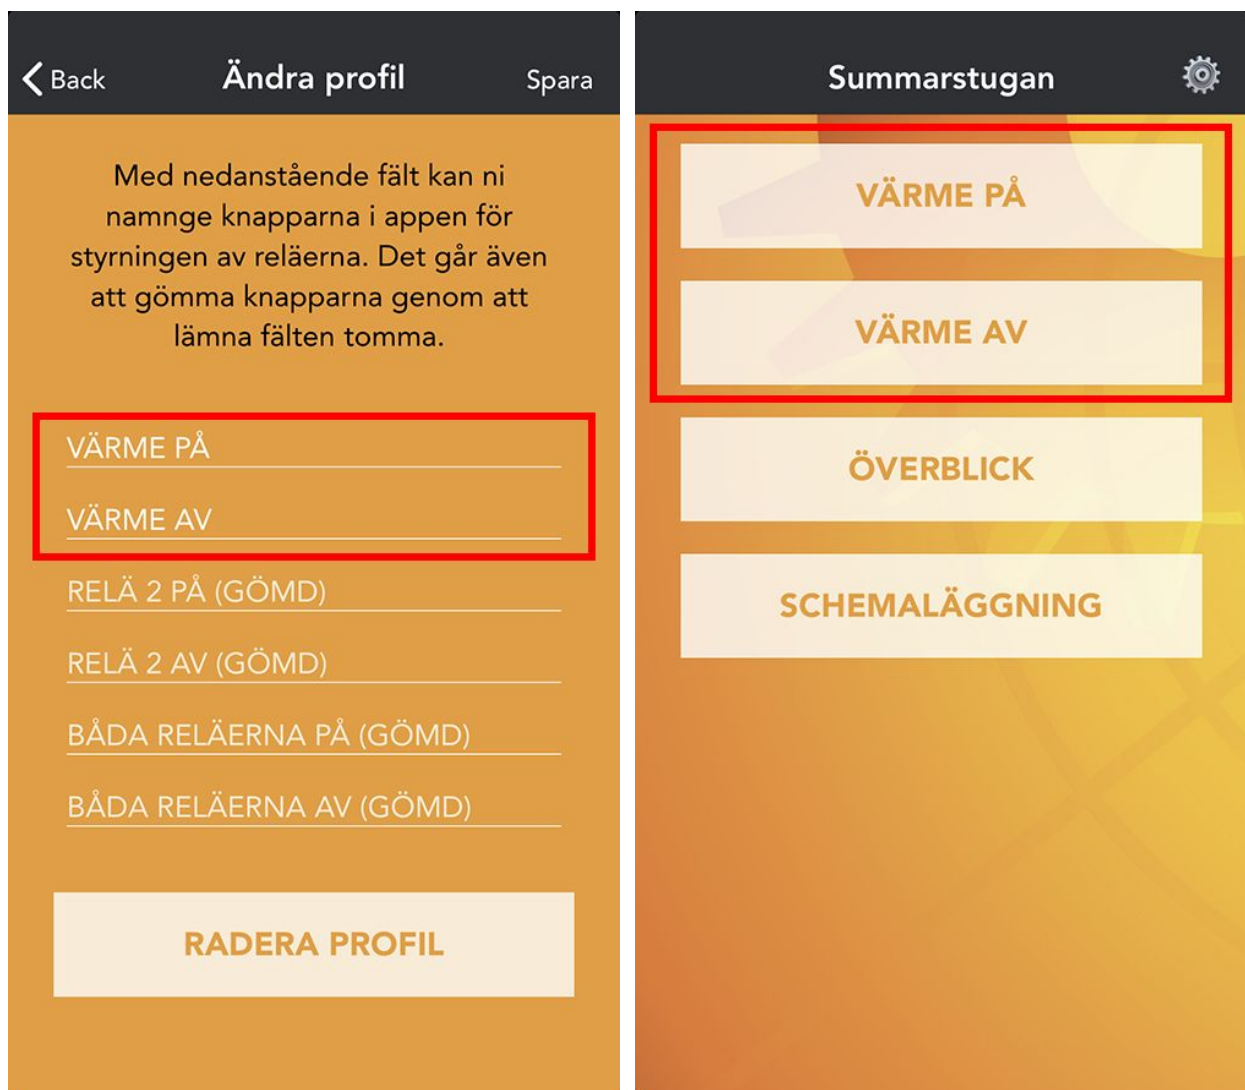 Back
Ändra profil
Spara
Med nedanstående fält kan ni
namnge knapparna i appen för
styrningen av reläerna. Det går även
att gömma knapparna genom att
lämna fälten tomma.
VÄRME PÅ
VÄRME AV
RELÄ 2 PÅ (GÖMD)
RELÄ 2 AV (GÖMD)
BÅDA RELÄERNA PÅ (GÖMD)
BÅDA RELÄERNA AV (GÖMD)
RADERA PROFIL
Summarstugan
VÄRME PÅ
VÄRME AV
ÖVERBLICK
SCHEMALÄGGNING